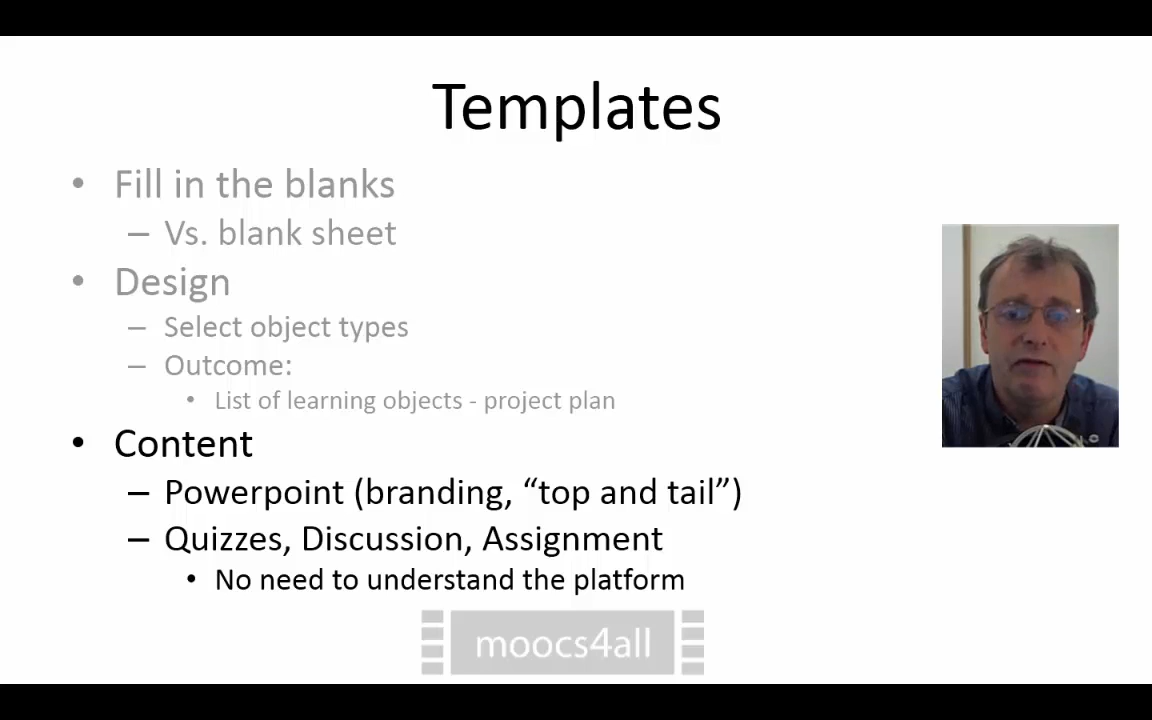 Templates
• Fill in the blanks
– Vs. blank sheet
• Design
– Select object types
– Outcome:
• List of learning objects - project plan
• Content
– Powerpoint (branding, “top and tail”)
– Quizzes, Discussion, Assignment
• No need to understand the platform
moocs4all